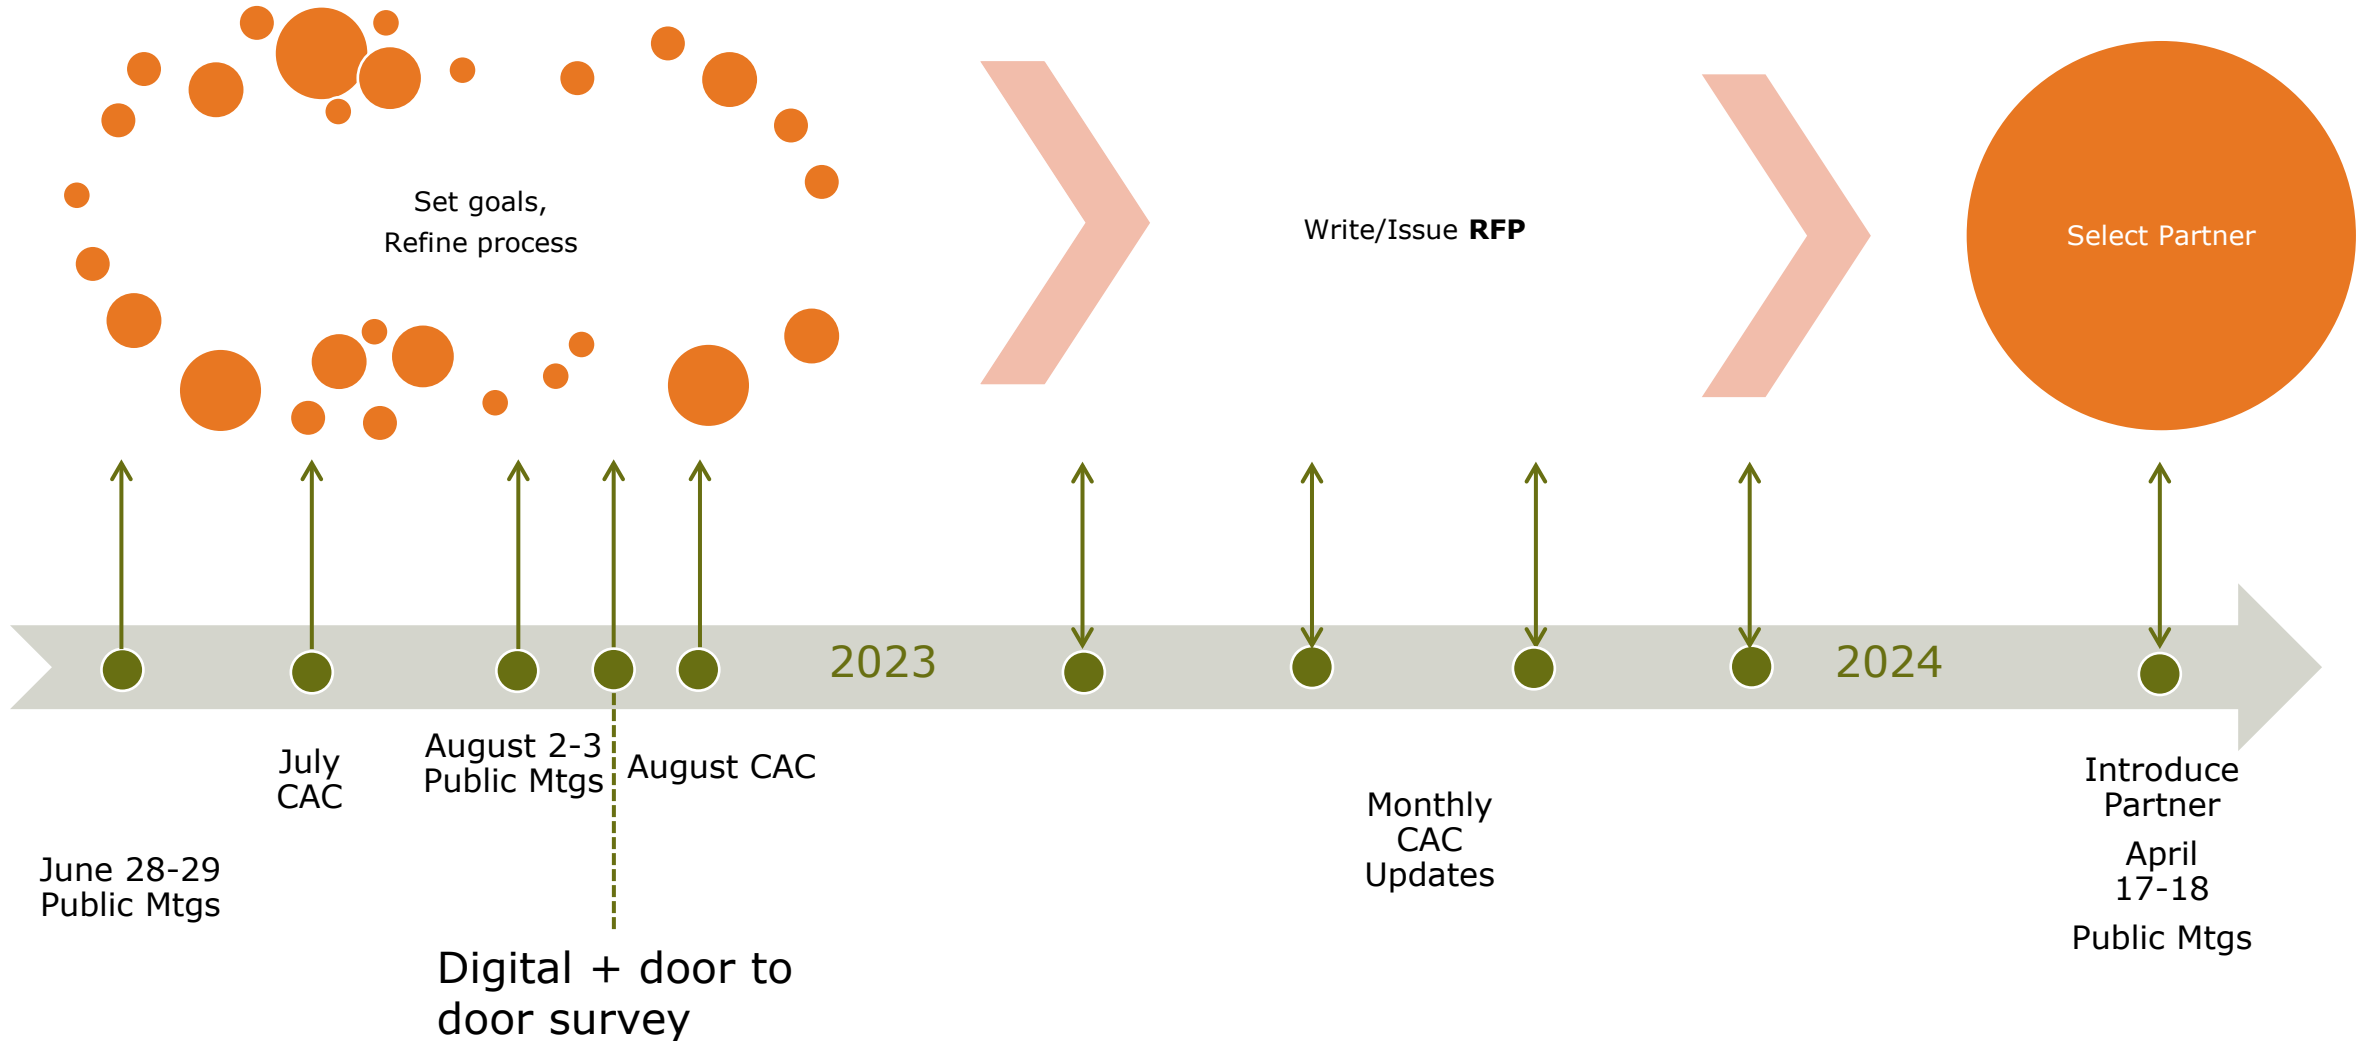 Set goals,
Refine process
Write/Issue RFP
Select Partner
2023
2024
June 28-29
Public Mtgs
July
CAC
August 2-3
Public Mtgs
August CAC
Digital + door to
door survey
Monthly
CAC
Updates
Introduce
Partner
April
17-18
Public Mtgs